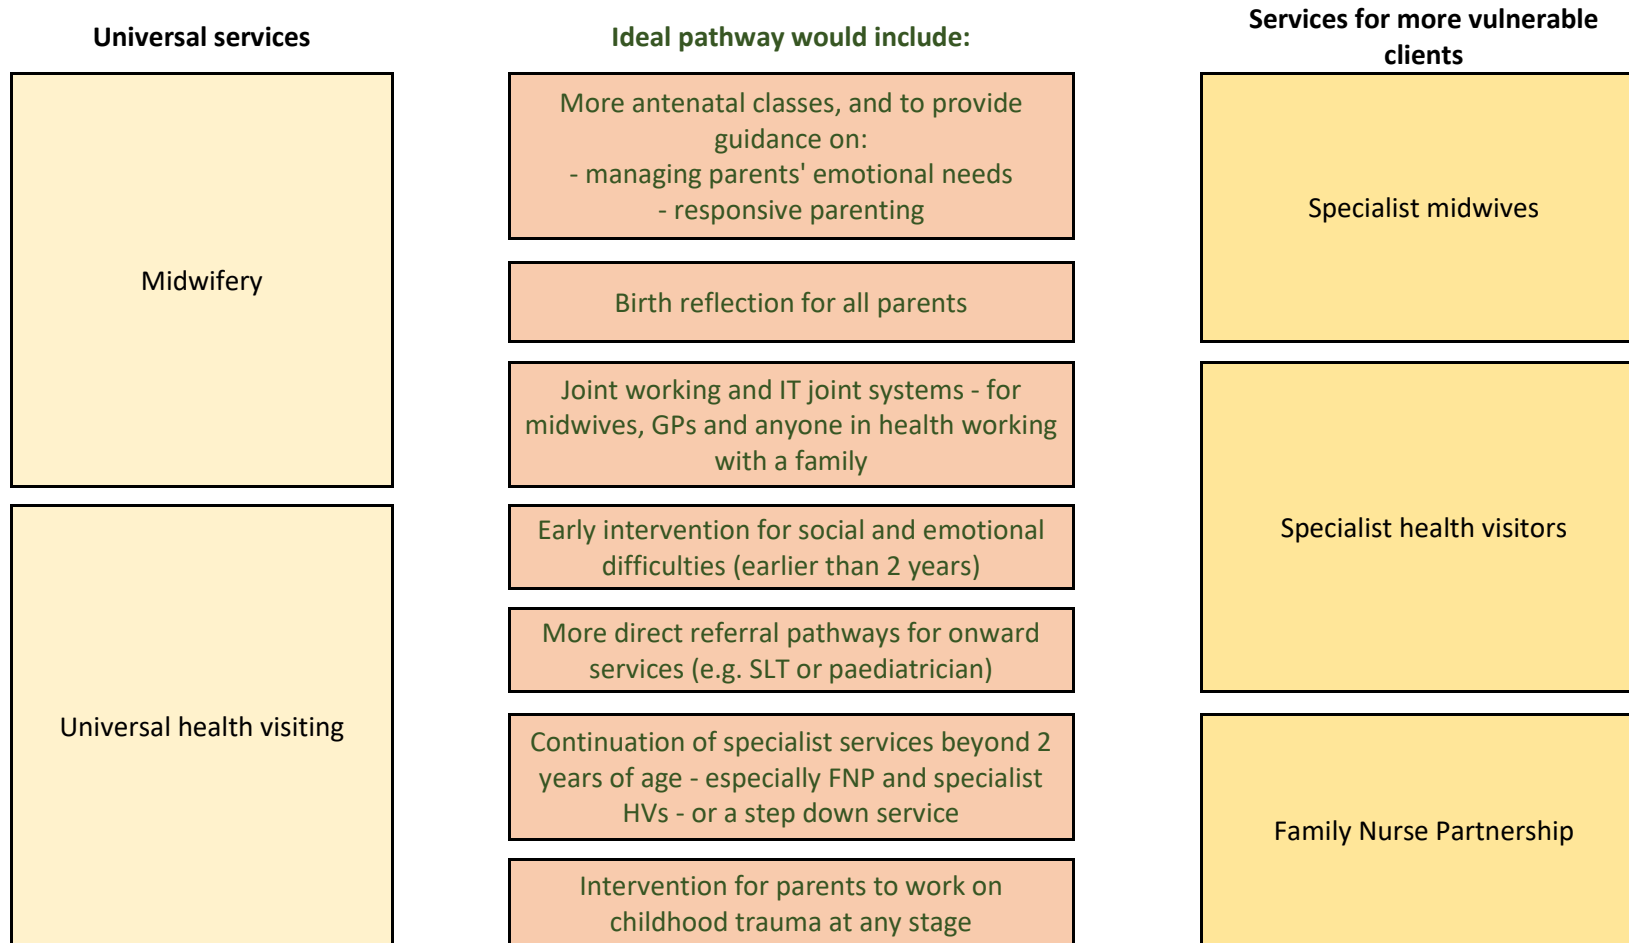 Universal services
Midwifery
Universal health visiting
Ideal pathway would include:
More antenatal classes, and to provide
guidance on:
- managing parents' emotional needs
- responsive parenting
Birth reflection for all parents
Joint working and IT joint systems - for
midwives, GPs and anyone in health working
with a family
Early intervention for social and emotional
difficulties (earlier than 2 years)
More direct referral pathways for onward
services (e.g. SLT or paediatrician)
Continuation of specialist services beyond 2
years of age - especially FNP and specialist
HVs - or a step down service
Intervention for parents to work on
childhood trauma at any stage
Services for more vulnerable
clients
Specialist midwives
Specialist health visitors
Family Nurse Partnership